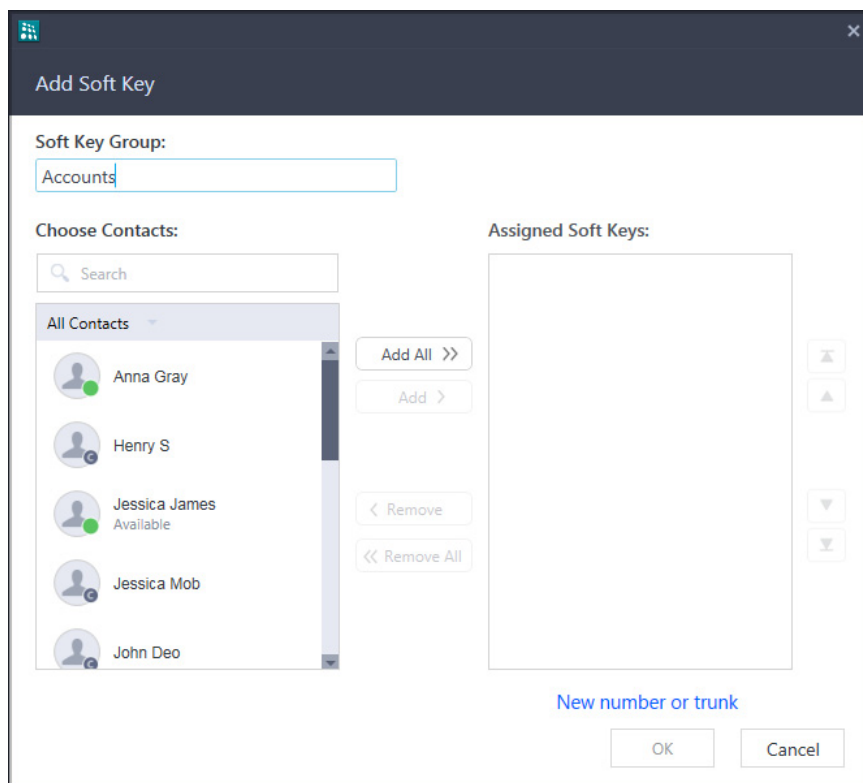 Add Soft Key
Soft Key Group:
Accounts
Choose Contacts:
Search
All Contacts
Anna Gray
Henry S
C
Jessica James
Available
Jessica Mob
C
John Deo
C
Add All >>
Add >
< Remove
<< Remove All
Assigned Soft Keys:
New number or trunk
OK
Cancel